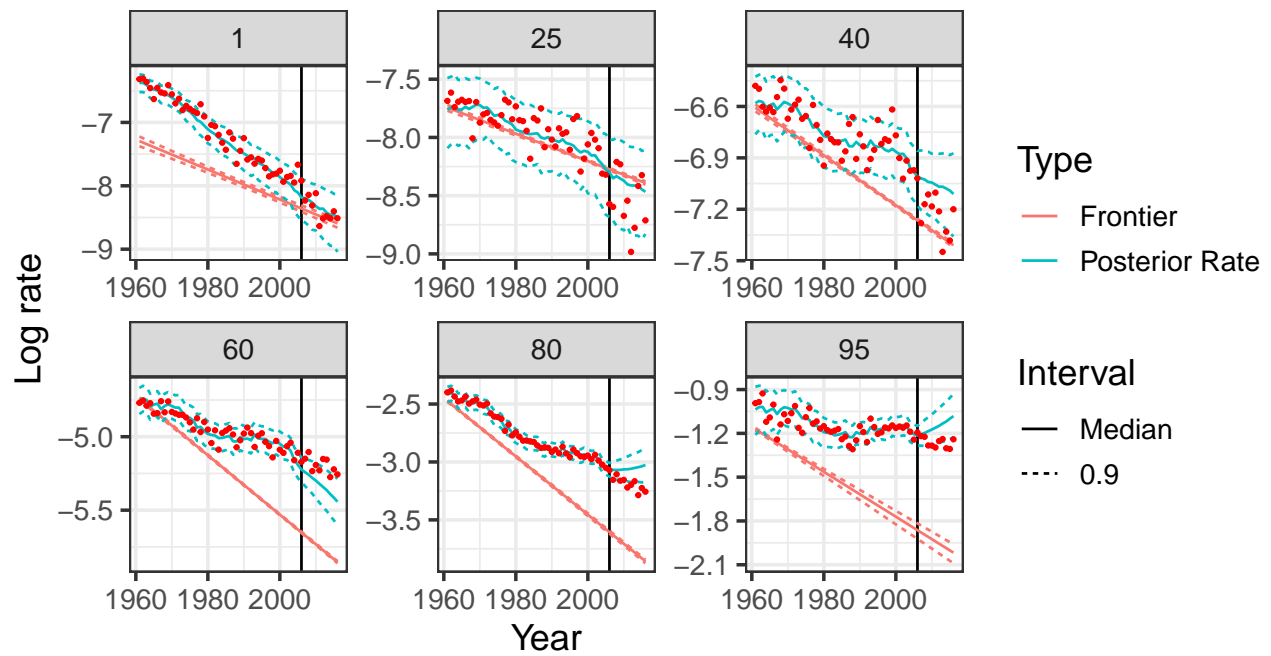 1
25
40
−7
−8
−9
−7.5
−8.0
−8.5
−9.0
−6.6
−6.9
−7.2
−7.5
1960 1980 2000
1960 1980 2000
1960 1980 2000
60
80
95
−5.0
−5.5
−2.5
−3.0
−3.5
−0.9
−1.2
−1.5
−1.8
−2.1
1960 1980 2000
1960 1980 2000
1960 1980 2000
Log rate
Year
Type
Frontier
Posterior Rate
Interval
Median
0.9